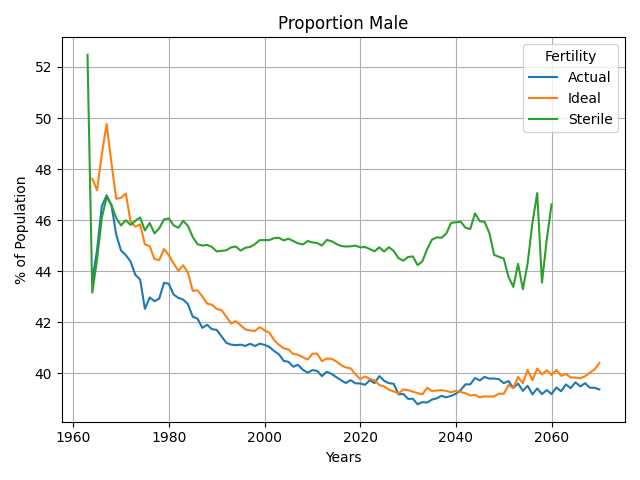 Proportion Male
Fertility
Actual
Ideal
Sterile
% of Population
52
50
48
46
44
42
40
1960
1980
2000
2020
2040
2060
Years